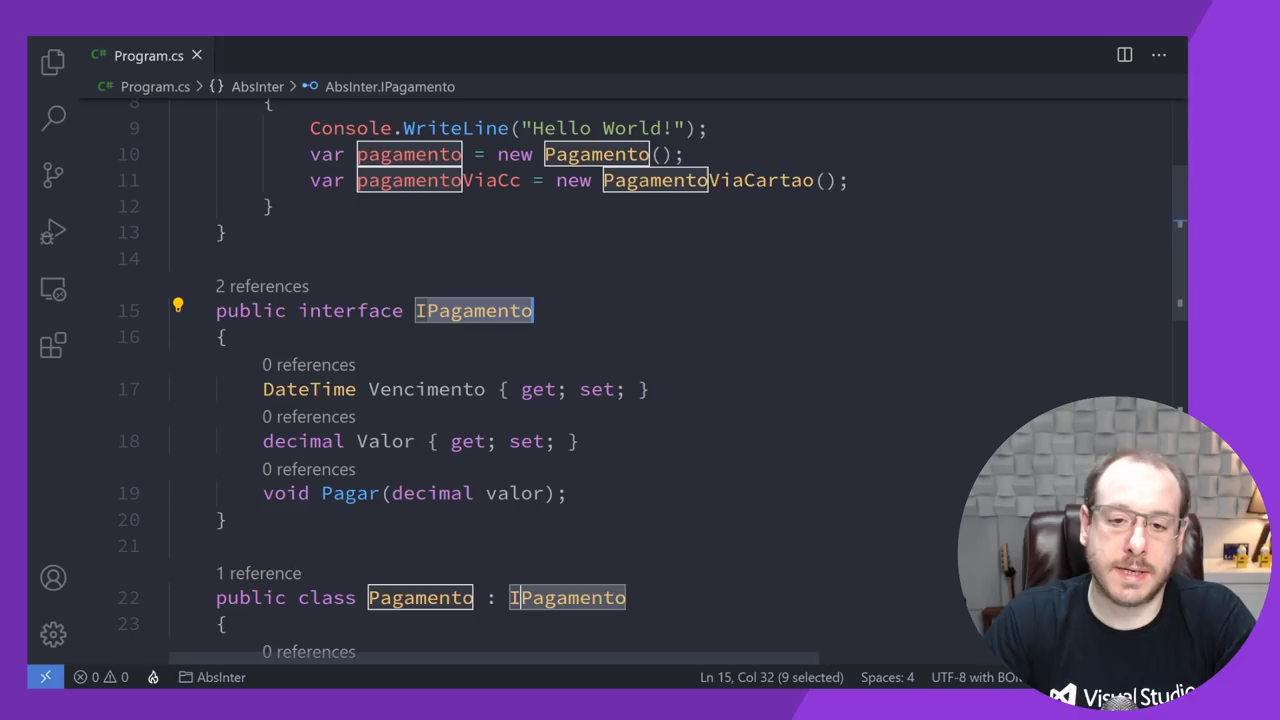 Program.cs
Program.cs > {} AbsInter > AbsInter.IPagamento
8 {
9 Console.WriteLine("Hello World!");
10 var pagamento = new Pagamento();
11 var pagamentoViaCc = new PagamentoViaCartao();
12 }
13 }
14
2 references
15 public interface IPagamento
16 {
0 references
17 DateTime Vencimento { get; set; }
0 references
18 decimal Valor { get; set; }
0 references
19 void Pagar(decimal valor);
20 }
21
1 reference
22 public class Pagamento : IPagamento
23 {
0 references
0 0 AbsInter Ln 15, Col 32 (9 selected) Spaces: 4 UTF-8 with BOM
Visual Studio